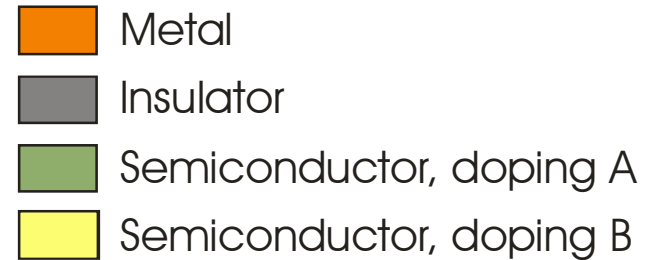 Metal
Insulator
Semiconductor, doping A
Semiconductor, doping B